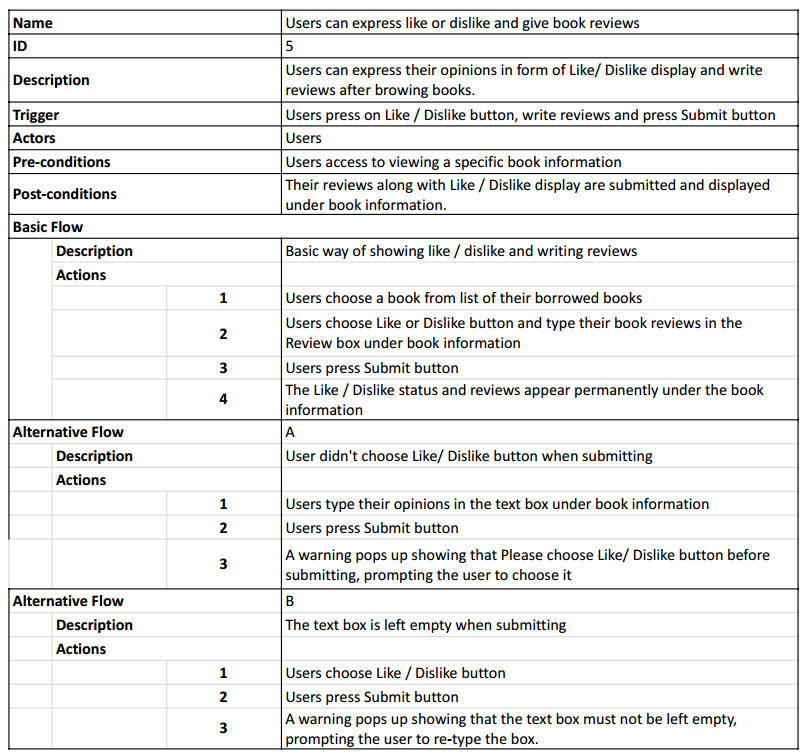 Name Users can express like or dislike and give book reviews
ID 5
Description Users can express their opinions in form of Like/ Dislike display and write
reviews after browing books.
Trigger Users press on Like / Dislike button, write reviews and press Submit button
Actors Users
Pre-conditions Users access to viewing a specific book information
Post-conditions Their reviews along with Like / Dislike display are submitted and displayed
under book information.
Basic Flow
Description Basic way of showing like / dislike and writing reviews
Actions
1 Users choose a book from list of their borrowed books
2 Users choose Like or Dislike button and type their book reviews in the
Review box under book information
3 Users press Submit button
4 The Like / Dislike status and reviews appear permanently under the book
information
Alternative Flow A
Description User didn't choose Like/ Dislike button when submitting
Actions
1 Users type their opinions in the text box under book information
2 Users press Submit button
3 A warning pops up showing that Please choose Like/ Dislike button before
submitting, prompting the user to choose it
Alternative Flow B
Description The text box is left empty when submitting
Actions
1 Users choose Like / Dislike button
2 Users press Submit button
3 A warning pops up showing that the text box must not be left empty,
prompting the user to re-type the box.